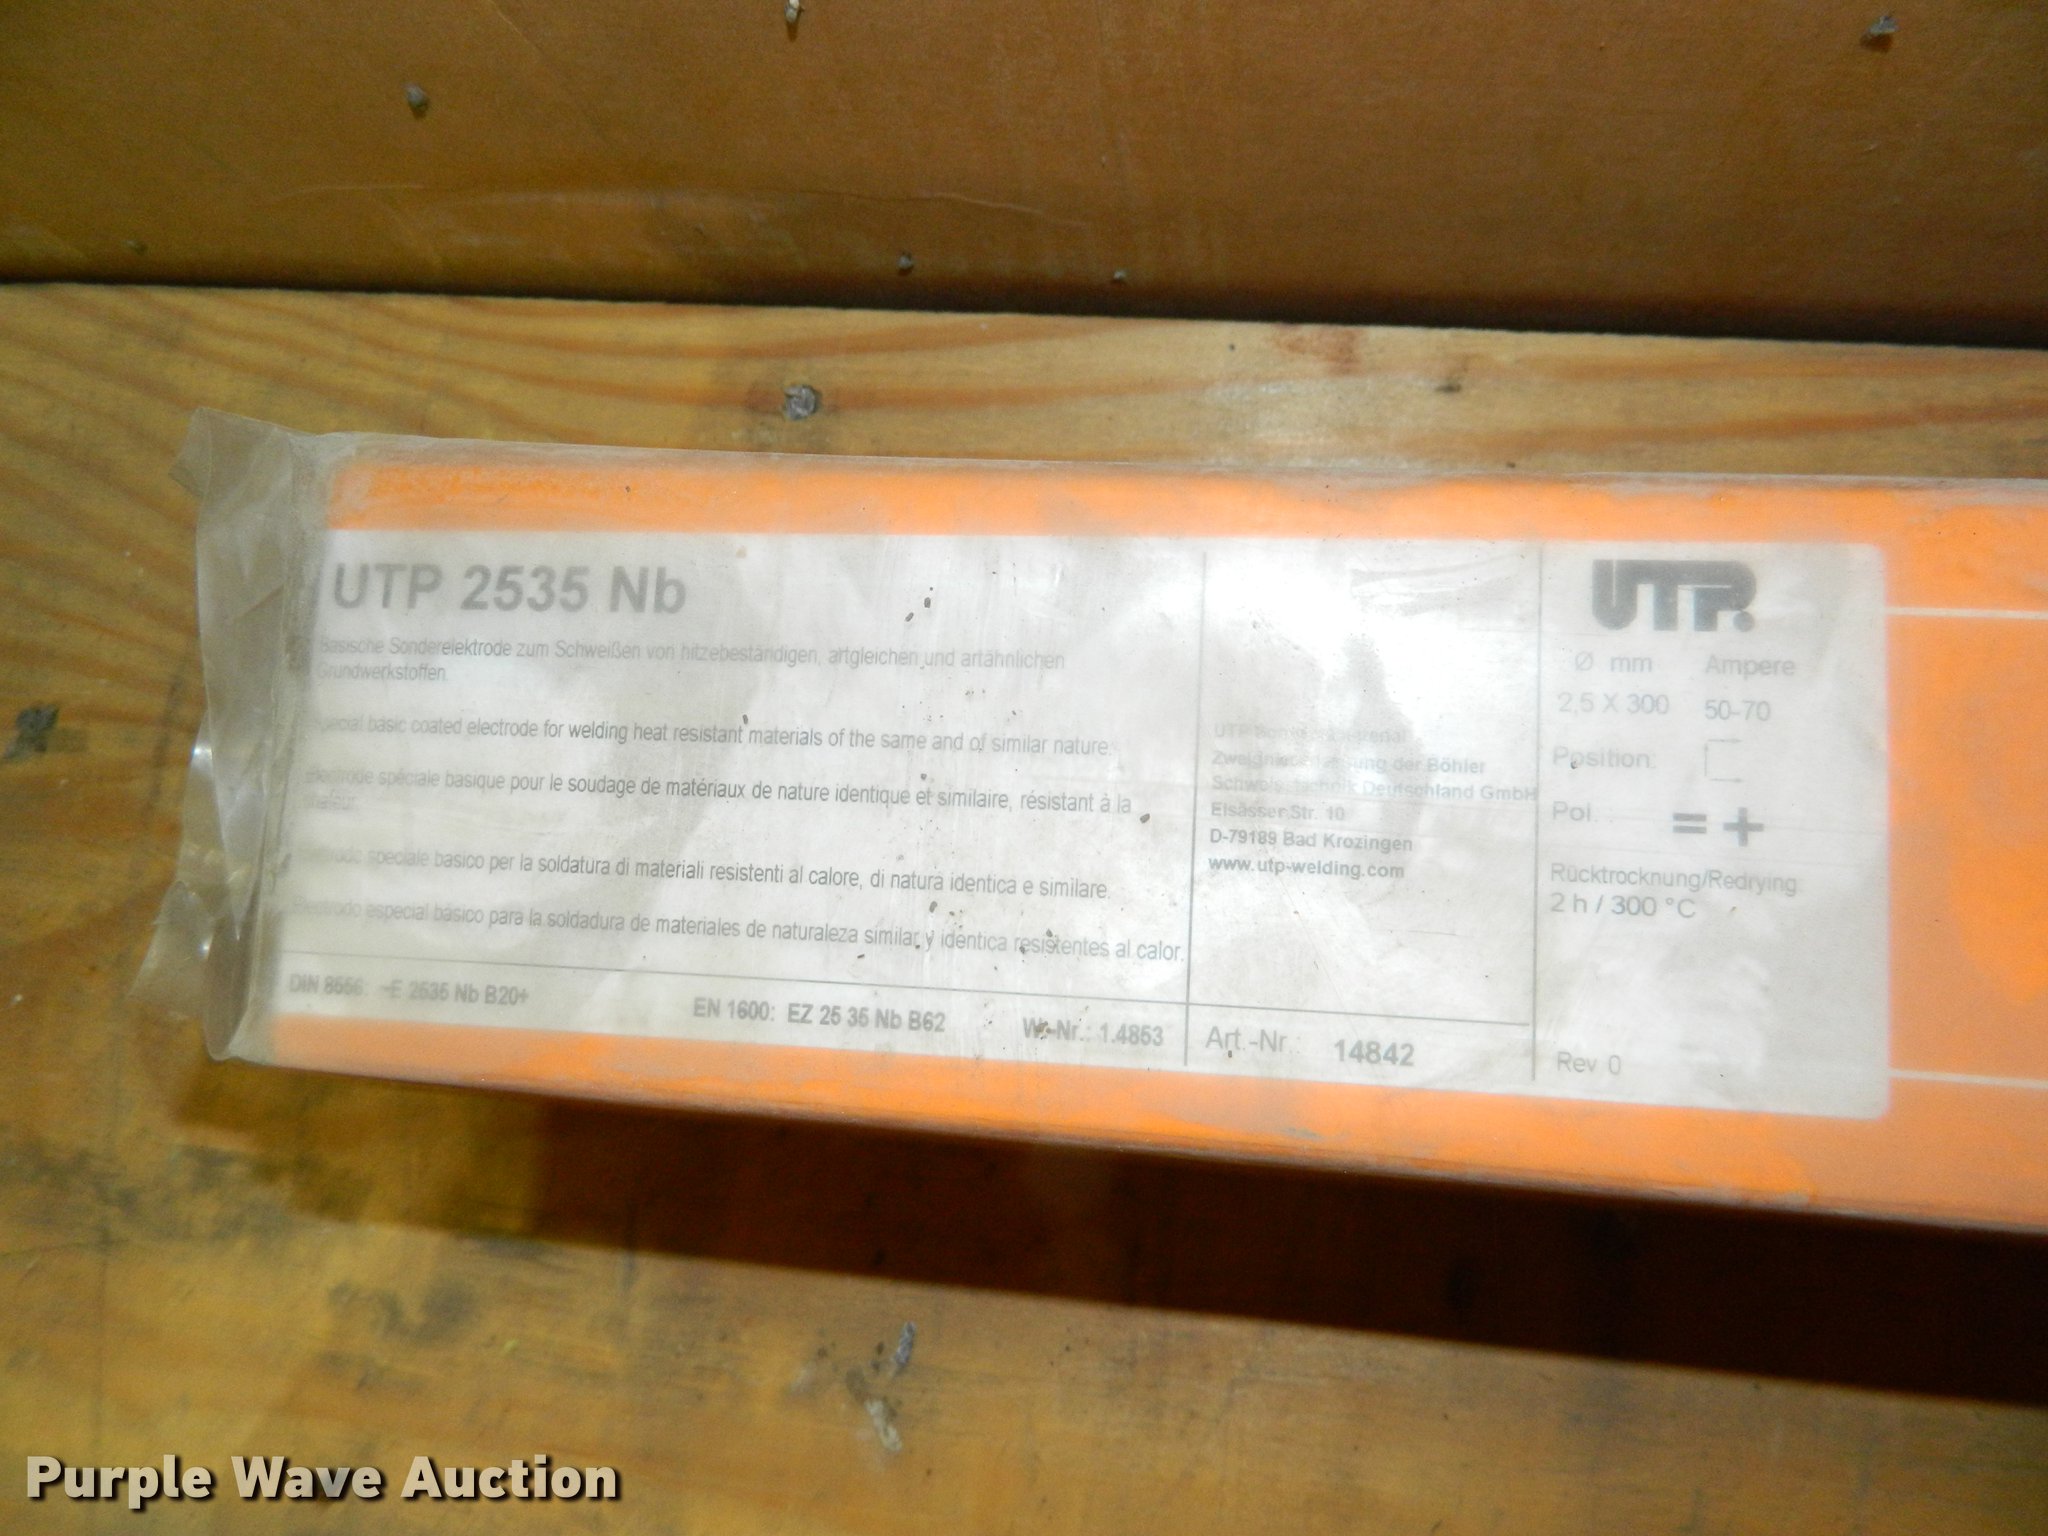 UTP 2535 Nb
Basische Sonderelektrode zum Schweißen von hitzebeständigen, artgleichen und artähnlichen
Grundwerkstoffen.
special basic coated electrode for welding heat resistant materials of the same and of similar nature.
Electrode spéciale basique pour le soudage de matériaux de nature identique et similaire, résistant à la
speciale basico per la soldatura di materiali resistenti al calore, di natura identica e similare.
Electrodo especial básico para la soldadura de materiales de naturaleza similar y identica resistentes al calor.
DIN 8556: ~E 2535 Nb B20+
EN 1600: EZ 25 35 Nb B62
W.-Nr.: 1.4853
UTP
der Böhler
Deutschland GmbH
Elsässer Str. 10
D-79189 Bad Krozingen
www.utp-welding.com
Art.-Nr.: 14842
UTP.
Ø mm Ampere
2,5 X 300 50-70
Position:
Pol.: = +
Rücktrocknung/Redrying
2 h / 300 °C
Rev 0
Purple Wave Auction